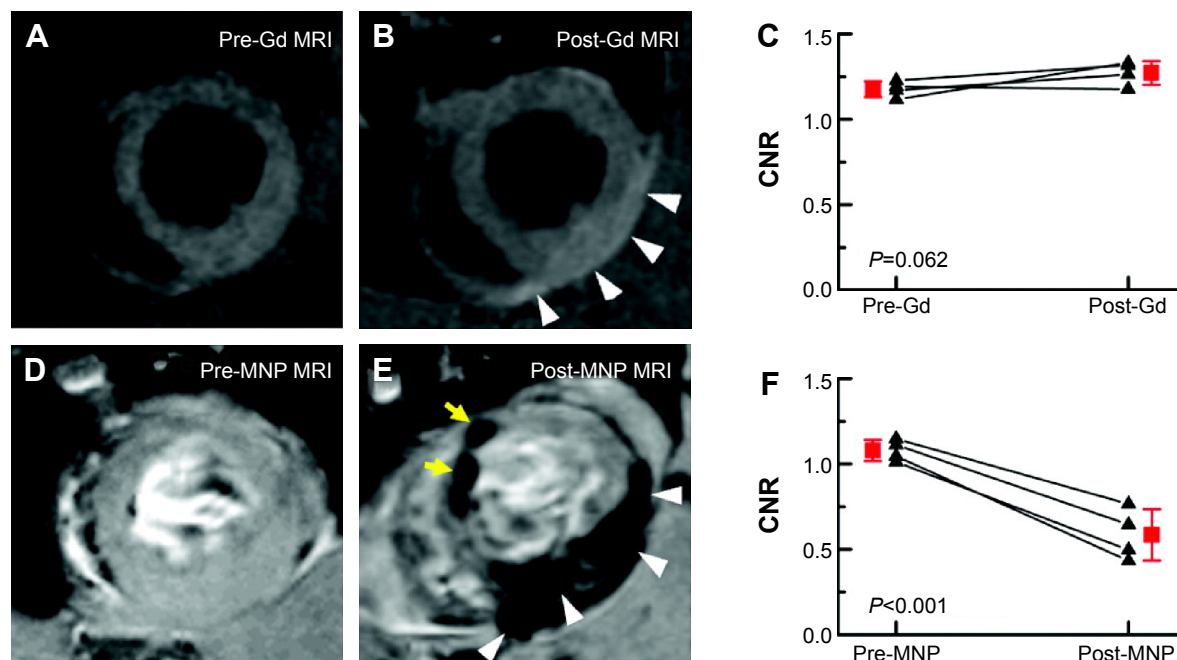 A
Pre-Gd MRI
B
Post-Gd MRI
C
1.5
1.0
0.5
0.0
CNR
P=0.062
Pre-Gd
Post-Gd
D
Pre-MNP MRI
E
Post-MNP MRI
F
1.5
1.0
0.5
0.0
CNR
P<0.001
Pre-MNP
Post-MNP